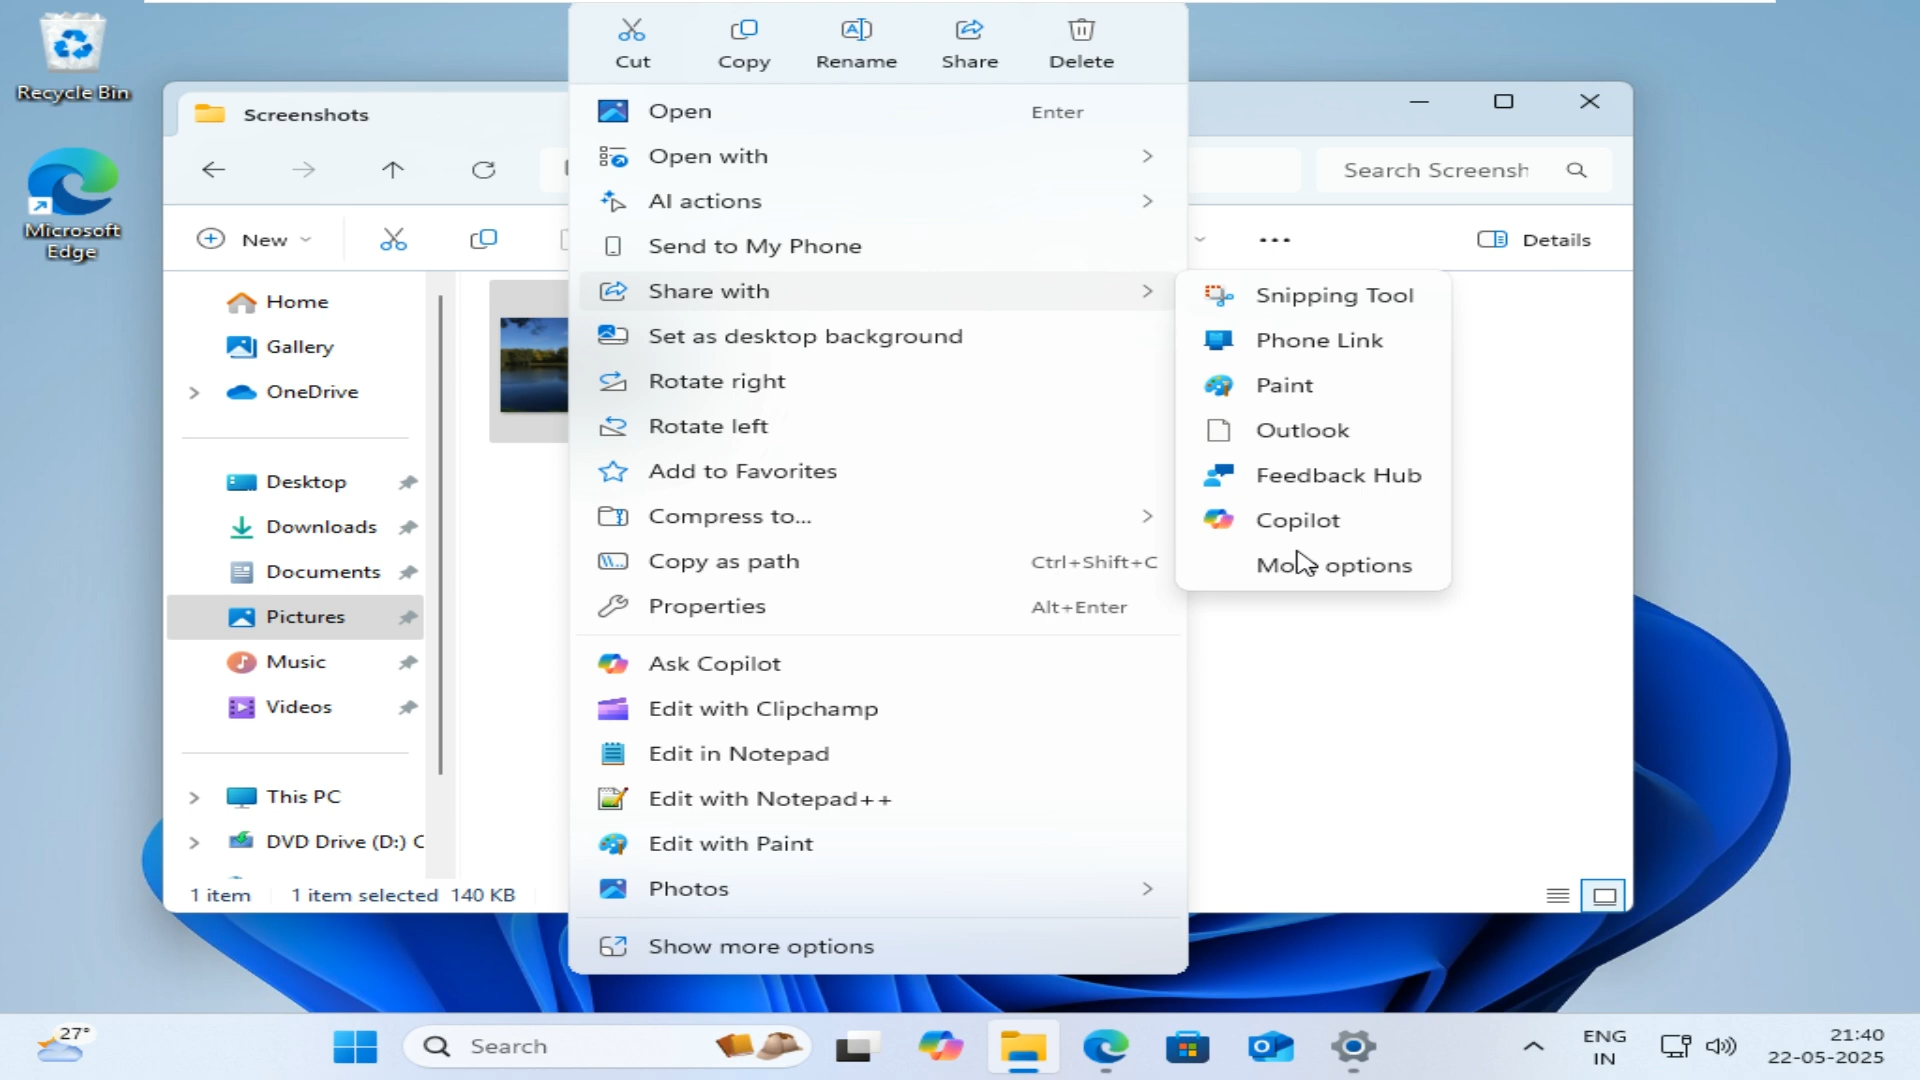 Recycle Bin
Microsoft
Edge
Cut
Copy
Rename
Share
Delete
Screenshots
Open
Enter
Open with
AI actions
Send to My Phone
Share with
Set as desktop background
Rotate right
Rotate left
Add to Favorites
Compress to...
Copy as path
Ctrl+Shift+C
Properties
Alt+Enter
Ask Copilot
Edit with Clipchamp
Edit in Notepad
Edit with Notepad++
Edit with Paint
Photos
Show more options
Search Screensh
New
Details
Home
Gallery
OneDrive
Desktop
Downloads
Documents
Pictures
Music
Videos
This PC
DVD Drive (D:) C
1 item
1 item selected 140 KB
Snipping Tool
Phone Link
Paint
Outlook
Feedback Hub
Copilot
options
27°
Search
ENG
IN
21:40
22-05-2025